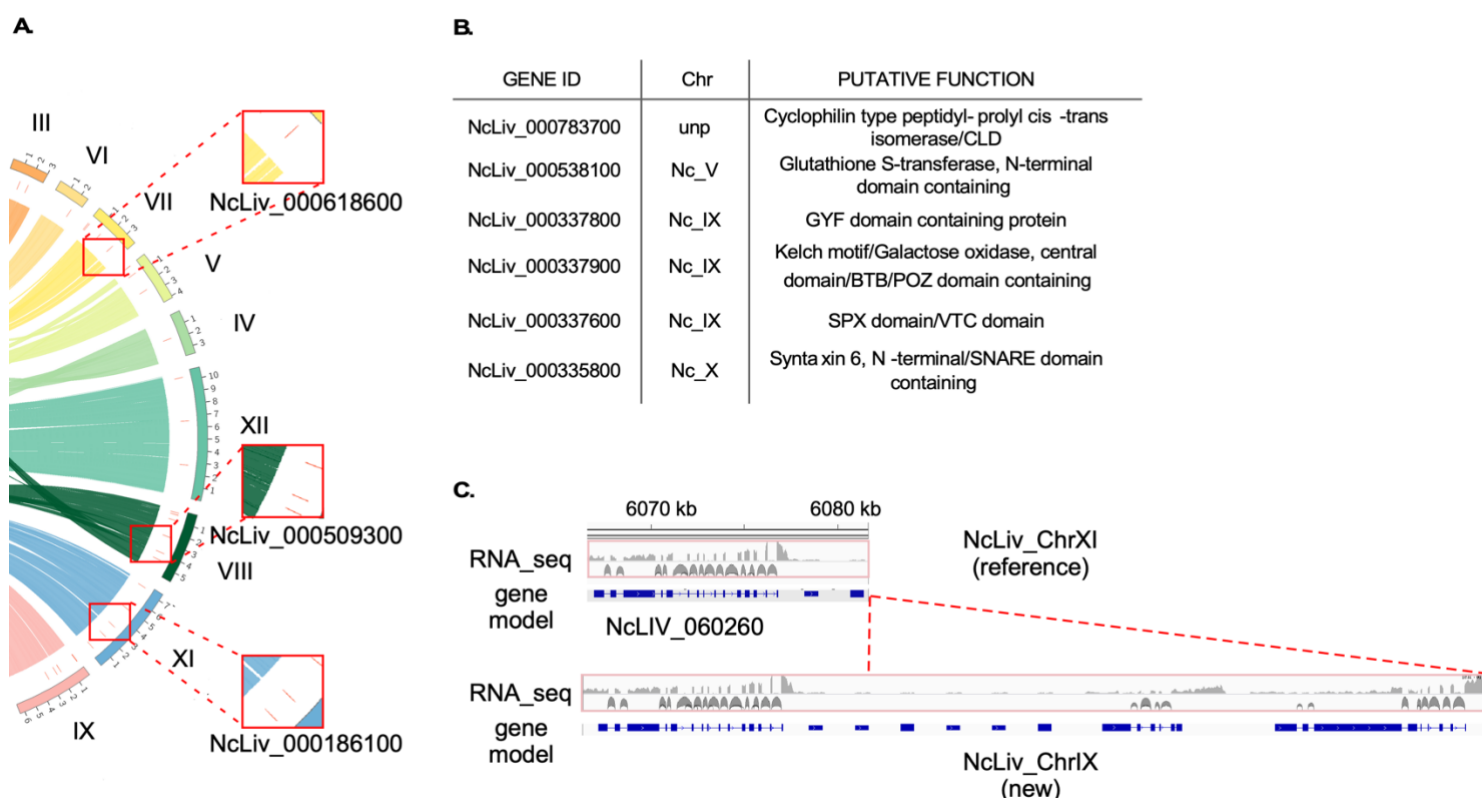 A.
III
VI
VII
V
IV
XII
VIII
XI
IX
NcLiv_000618600
NcLiv_000509300
NcLiv_000186100
B.
GENE ID Chr PUTATIVE FUNCTION
NcLiv_000783700 unp Cyclophilin type peptidyl- prolyl cis -trans
isomerase/CLD
NcLiv_000538100 Nc_V Glutathione S-transferase, N-terminal
domain containing
NcLiv_000337800 Nc_IX GYF domain containing protein
NcLiv_000337900 Nc_IX Kelch motif/Galactose oxidase, central
domain/BTB/POZ domain containing
NcLiv_000337600 Nc_IX SPX domain/VTC domain
NcLiv_000335800 Nc_X Synta xin 6, N -terminal/SNARE domain
containing
C.
6070 kb 6080 kb
RNA_seq
gene
model
NcLIV_060260
NcLiv_ChrXI
(reference)
RNA_seq
gene
model
NcLiv_ChrIX
(new)